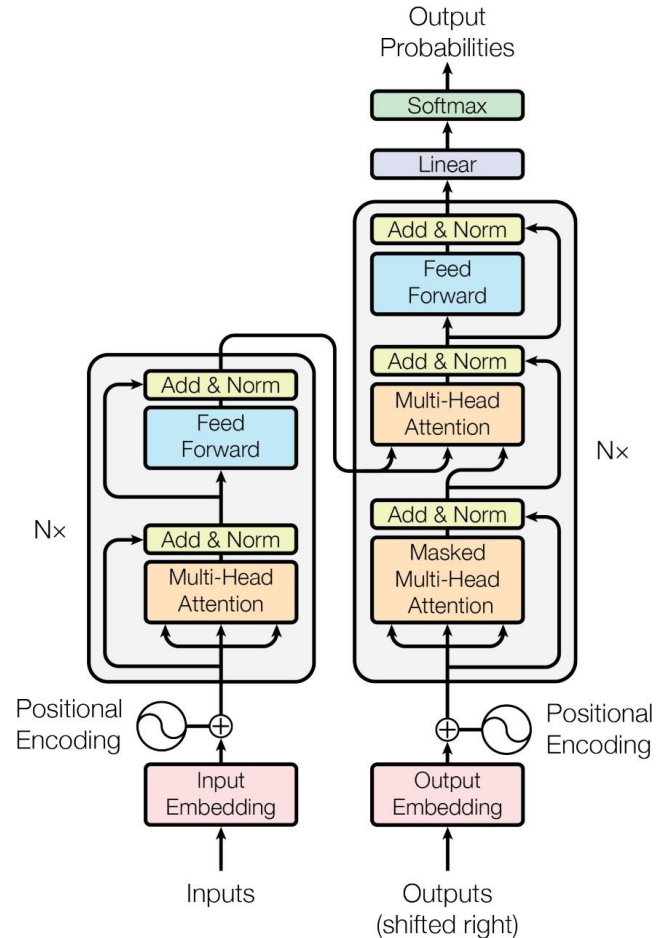 Output
Probabilities
Softmax
Linear
Add & Norm
Feed
Forward
Add & Norm
Multi-Head
Attention
Add & Norm
Masked
Multi-Head
Attention
N×
Add & Norm
Feed
Forward
Add & Norm
Multi-Head
Attention
N×
Positional
Encoding
Positional
Encoding
Input
Embedding
Output
Embedding
Inputs
Outputs
(shifted right)